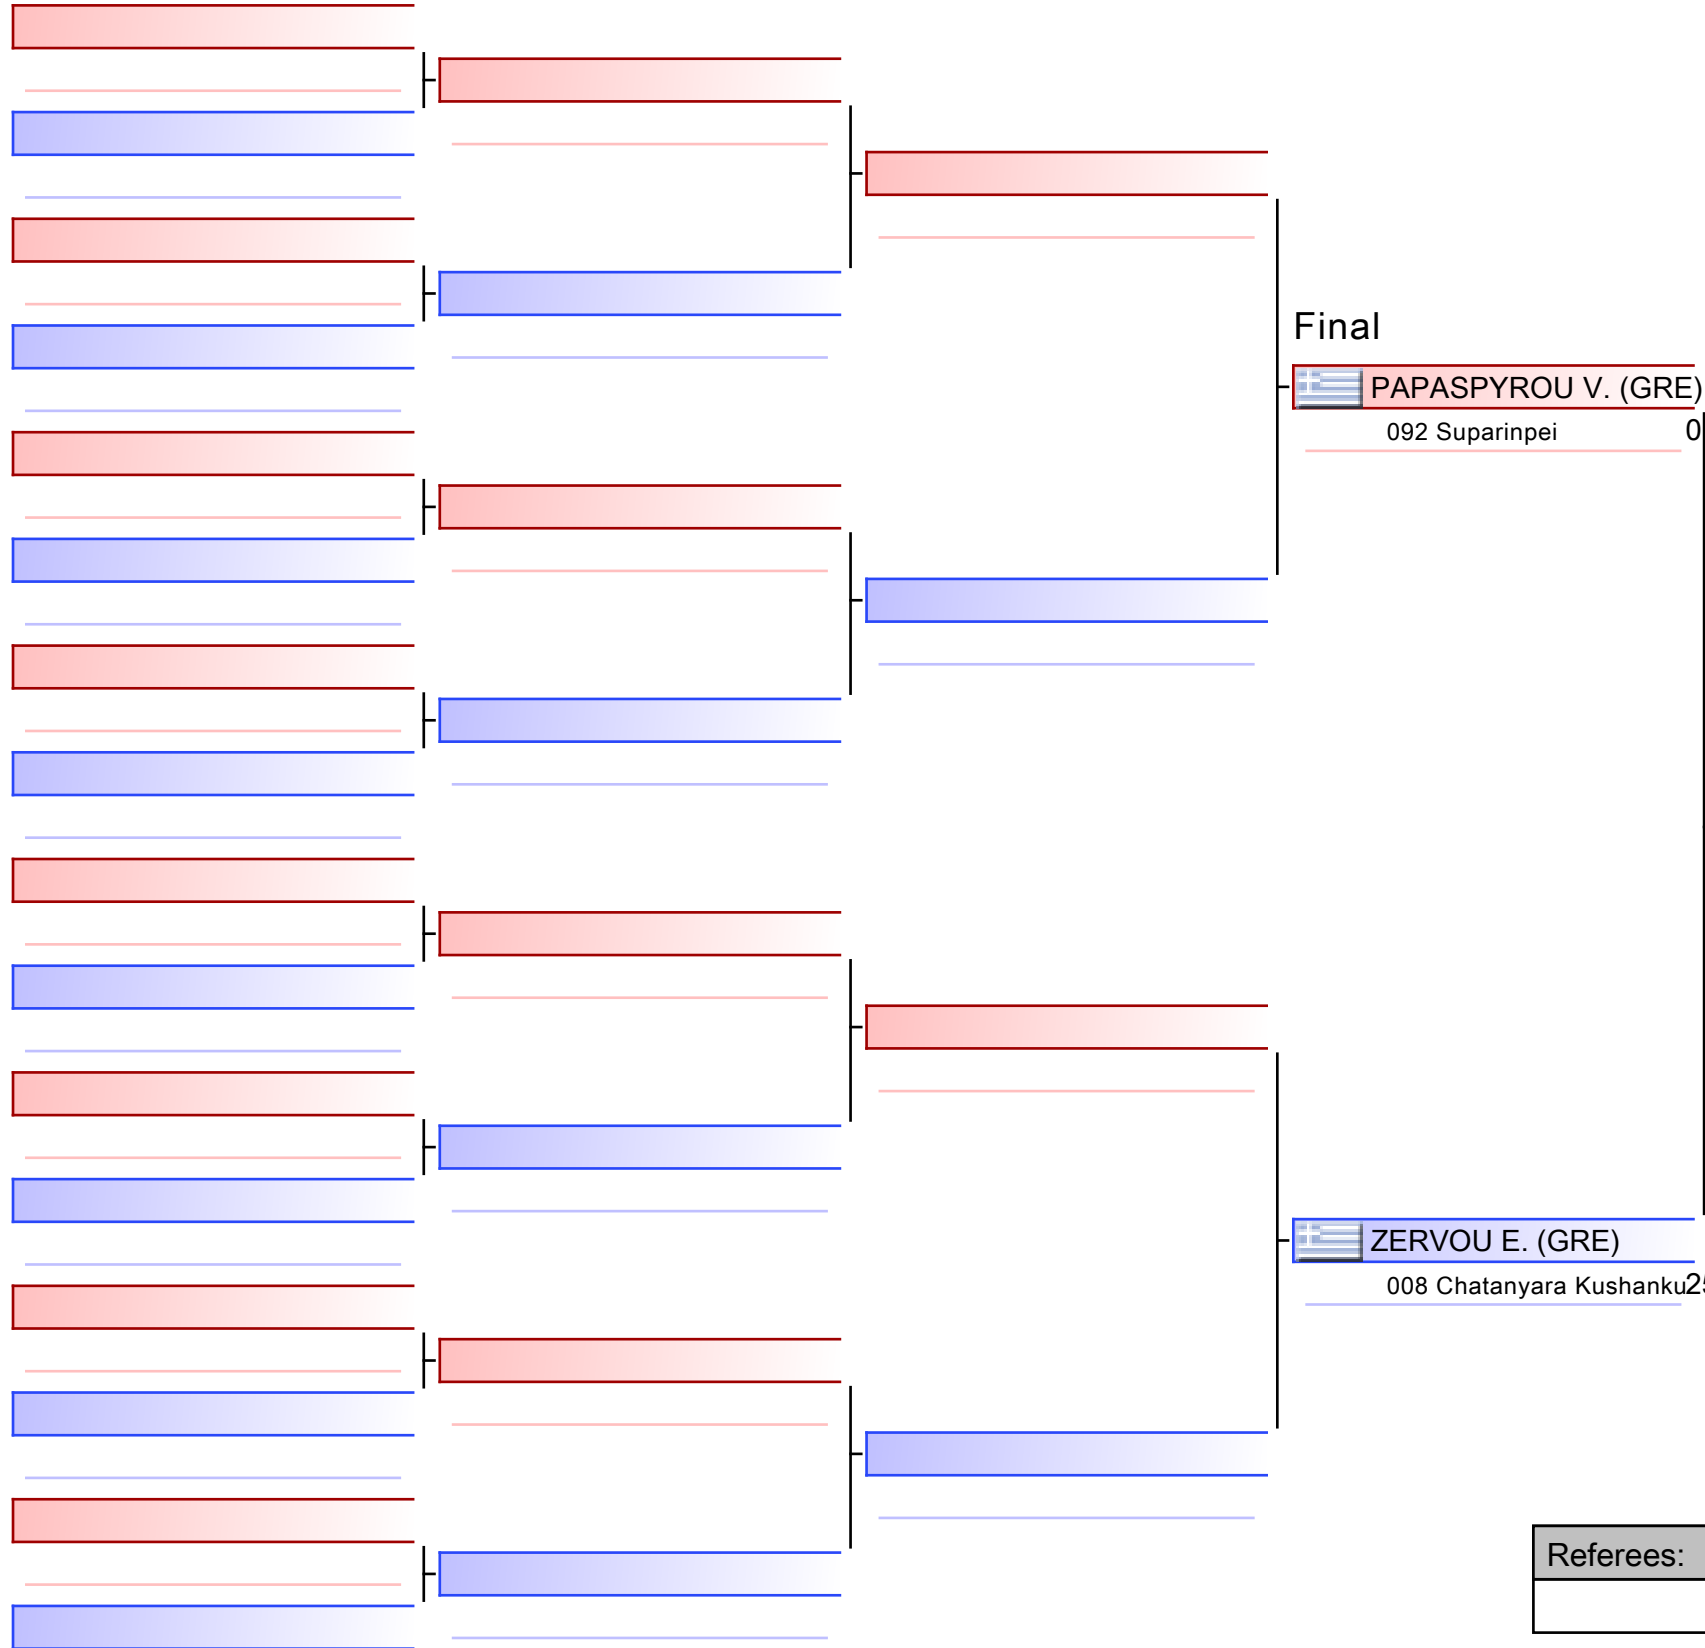 Final
PAPASPYROU V. (GRE)
092 Suparinpei 0
ZERVOU E. (GRE)
008 Chatanyara Kushanku
Referees: